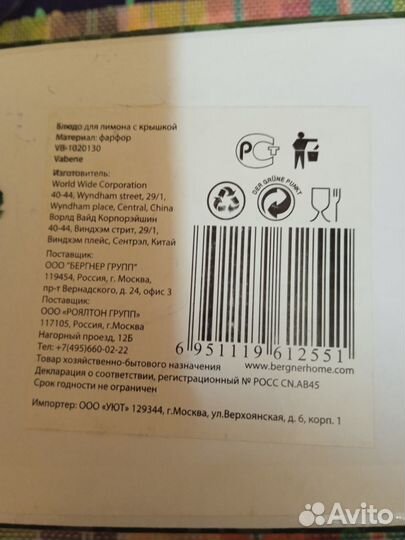 Блюдо для лимона с крышкой
Материал: фарфор
VB-1020130
Vabene
Изготовитель:
World Wide Corporation
40-44, Wyndham street, 29/1,
Wyndham place, Central, China
Ворлд Вайд Корпорэйшин
40-44, Виндхэм стрит, 29/1,
Виндхэм плейс, Сентрэл, Китай
Поставщик:
ООО "БЕРГНЕР ГРУПП"
119454, Россия, г. Москва,
пр-т Вернадского, д. 24, офис 3
Поставщик:
ООО «РОЯЛТОН ГРУПП»
117105, Россия, г.Москва
Нагорный проезд, 12Б
Тел: +7(495)660-02-22
Товар хозяйственно-бытового назначения
Декларация о соответствии, регистрационный № РОСС CN.АВ45
Срок годности не ограничен
Импортер: ООО «УЮТ» 129344, г.Москва, ул.Верхоянская, д. 6, корп. 1
РСТ
DER GRÜNE PUNKT
6 951119 612551
www.bergnerhome.com
Avito